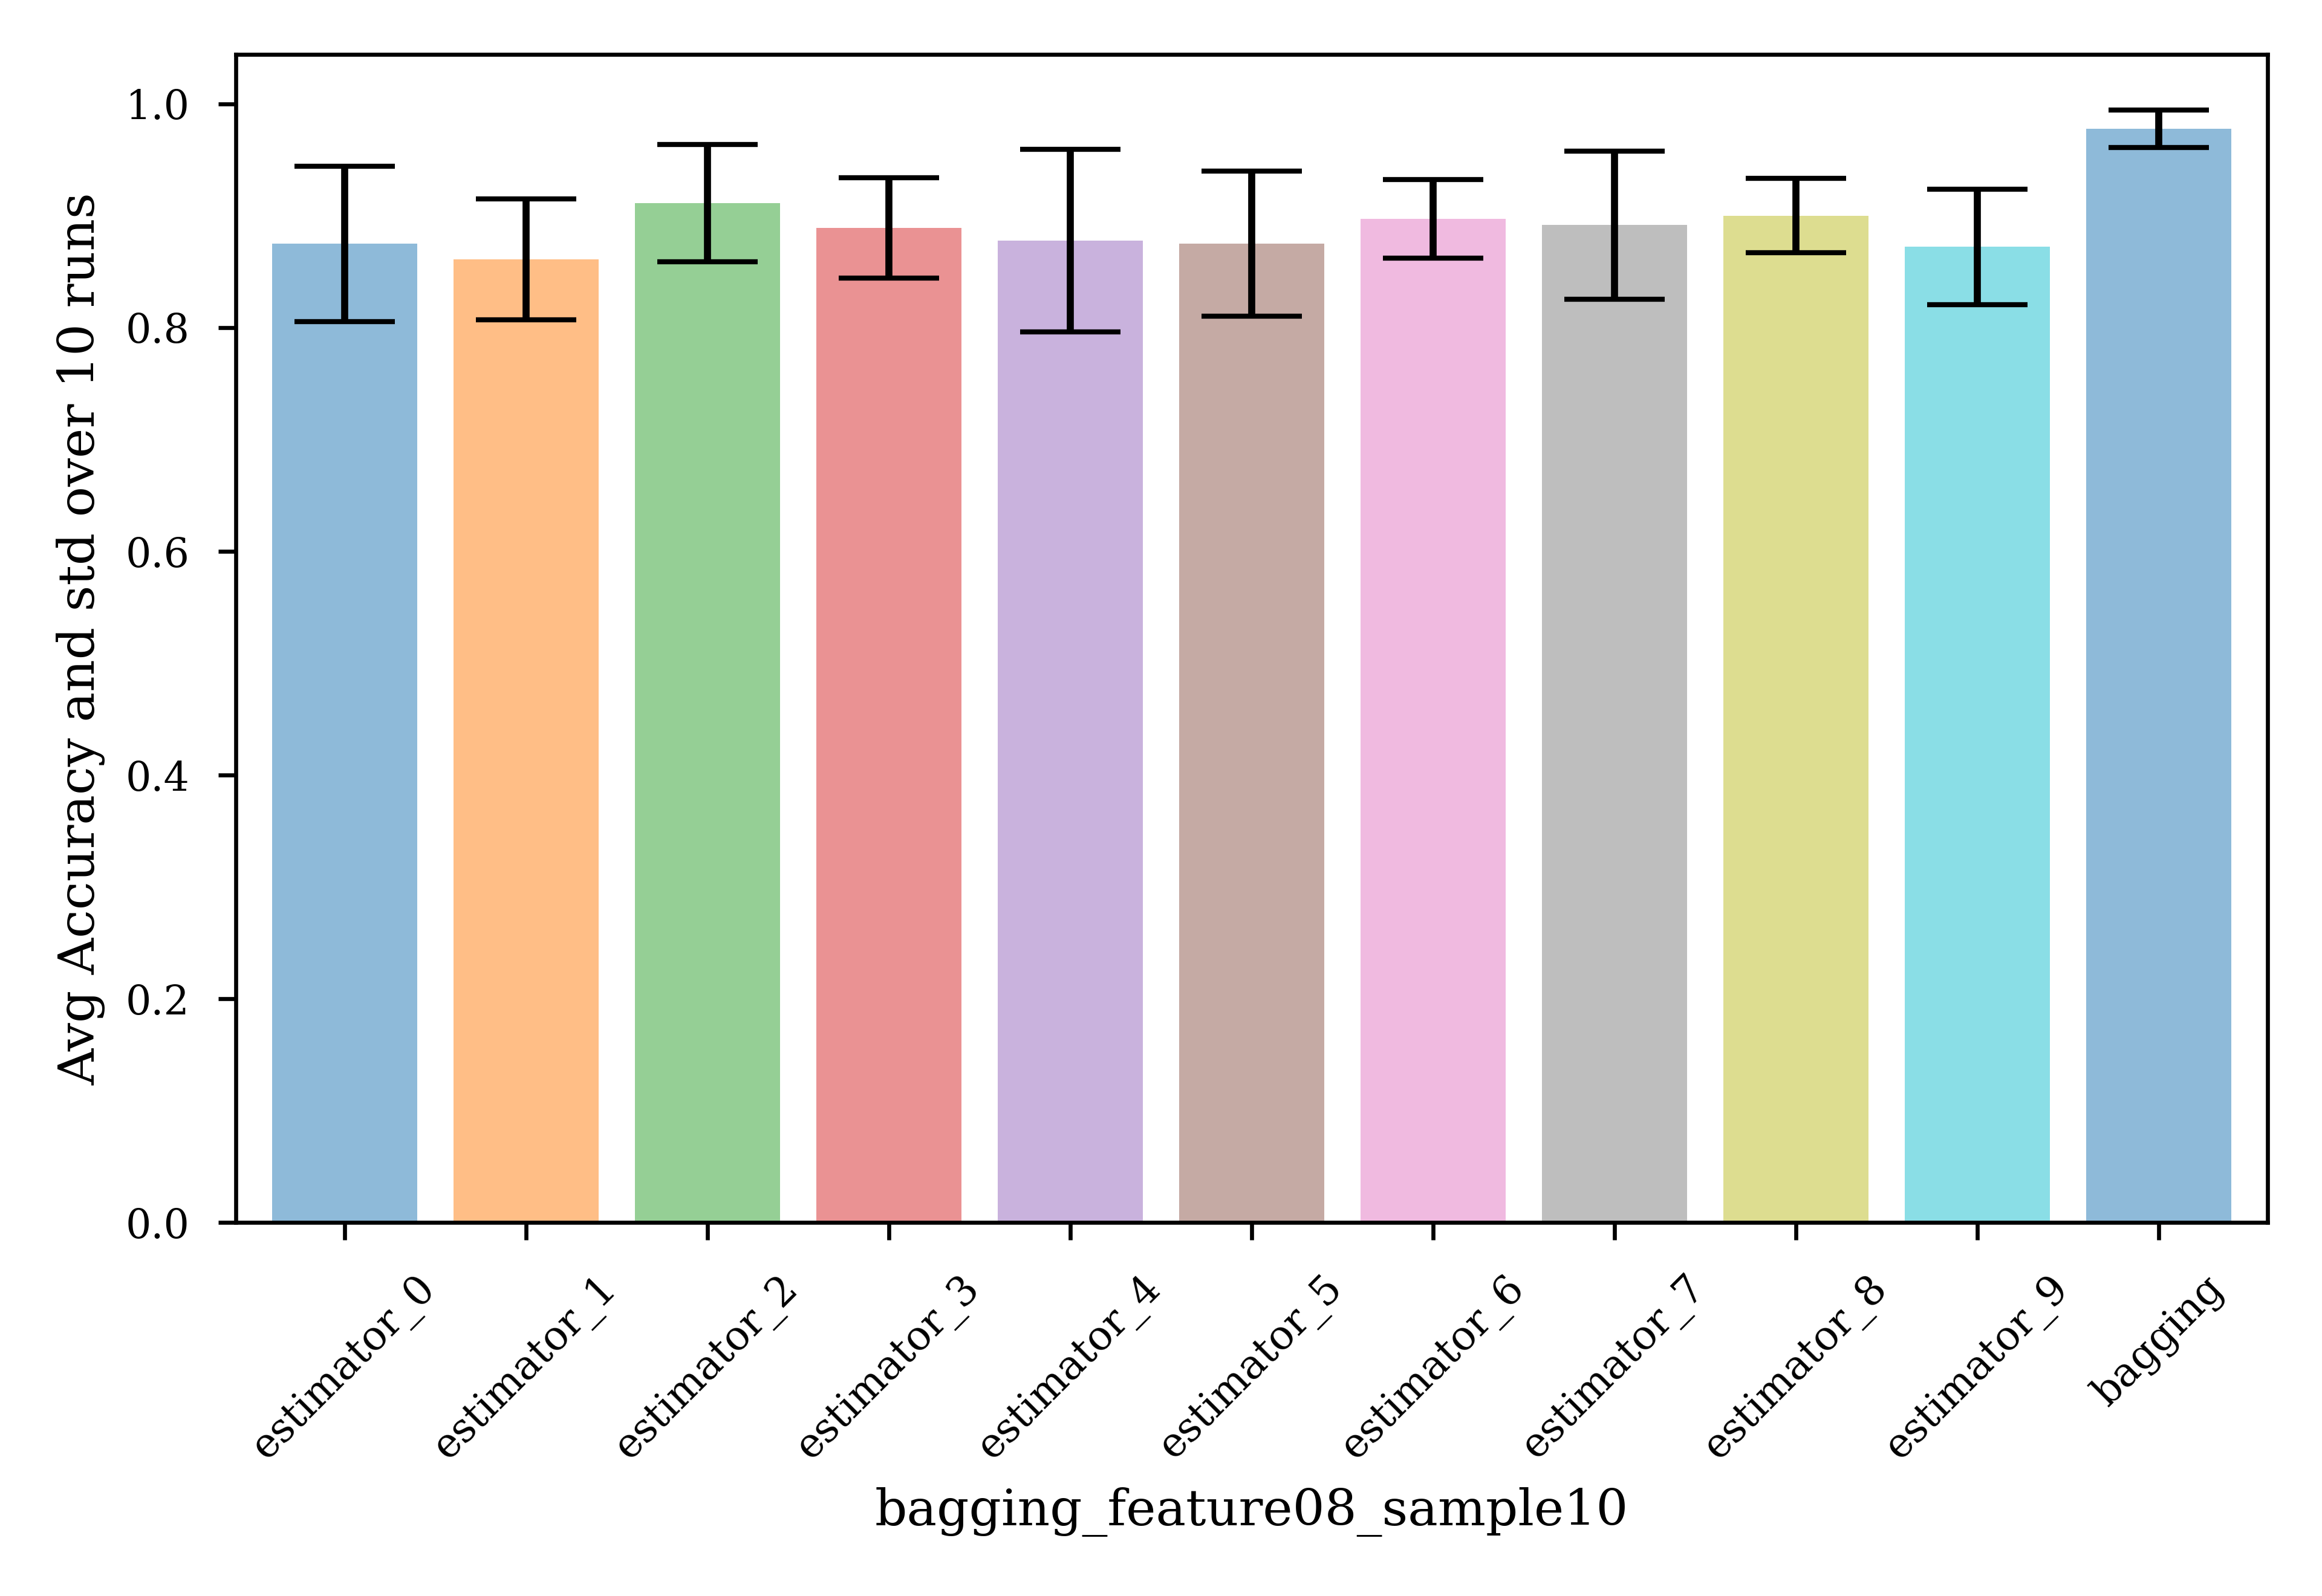 Avg Accuracy and std over 10 runs
1.0
0.8
0.6
0.4
0.2
0.0
estimator_0
estimator_1
estimator_2
estimator_3
estimator_4
estimator_5
estimator_6
estimator_7
estimator_8
estimator_9
bagging
bagging_feature08_sample10